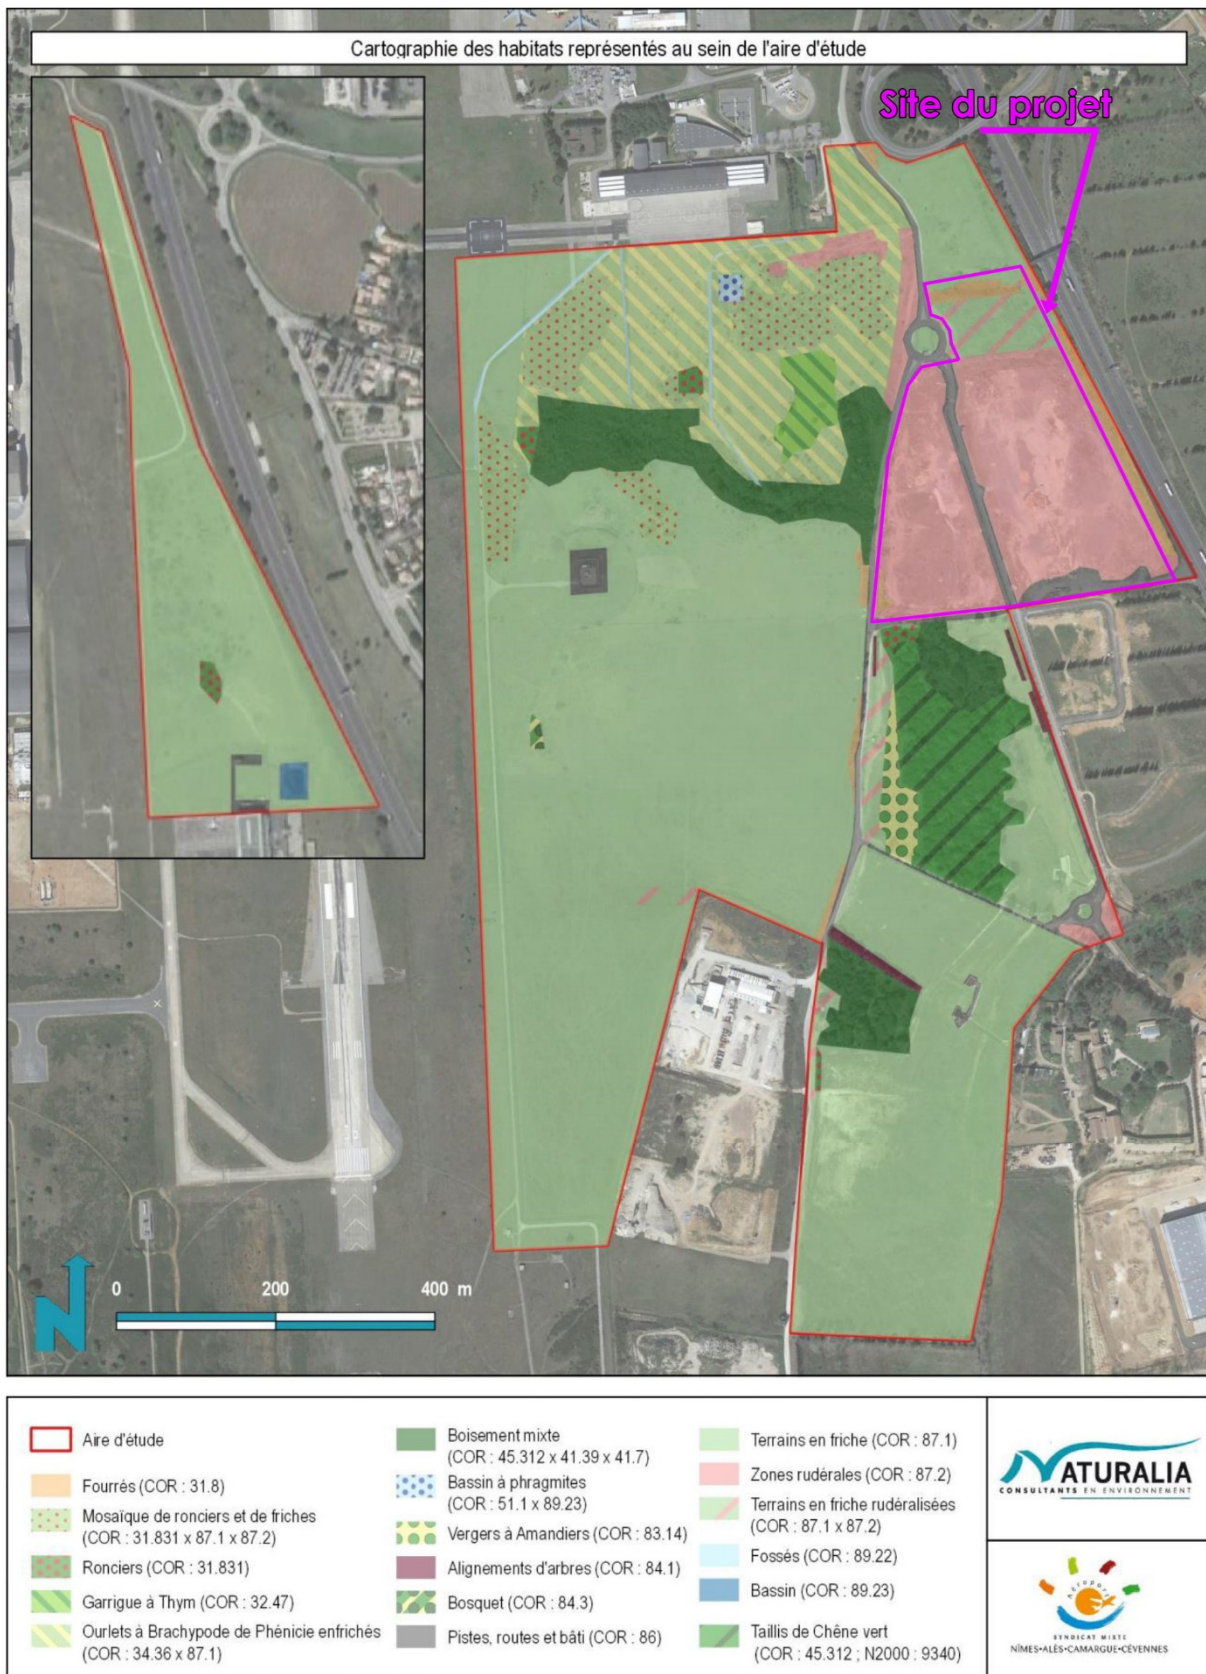 Cartographie des habitats représentés au sein de l'aire d'étude
Site du projet
0 200 400 m
N
Aire d'étude
Fourrés (COR : 31.8)
Mosaïque de ronciers et de friches
(COR : 31.831 x 87.1 x 87.2)
Ronciers (COR : 31.831)
Garrigue à Thym (COR : 32.47)
Ourlets à Brachypode de Phénicie enfrichés
(COR : 34.36 x 87.1)
Boisement mixte
(COR : 45.312 x 41.39 x 41.7)
Bassin à phragmites
(COR : 51.1 x 89.23)
Vergers à Amandiers (COR : 83.14)
Alignements d'arbres (COR : 84.1)
Bosquet (COR : 84.3)
Pistes, routes et bâti (COR : 86)
Terrains en friche (COR : 87.1)
Zones rudérales (COR : 87.2)
Terrains en friche rudéralisées
(COR : 87.1 x 87.2)
Fossés (COR : 89.22)
Bassin (COR : 89.23)
Taillis de Chêne vert
(COR : 45.312 ; N2000 : 9340)
NATURALIA
CONSULTANTS EN ENVIRONNEMENT
Aéroport
SYNDICAT MIXTE
NÎMES•ALÈS•CAMARGUE•CÉVENNES